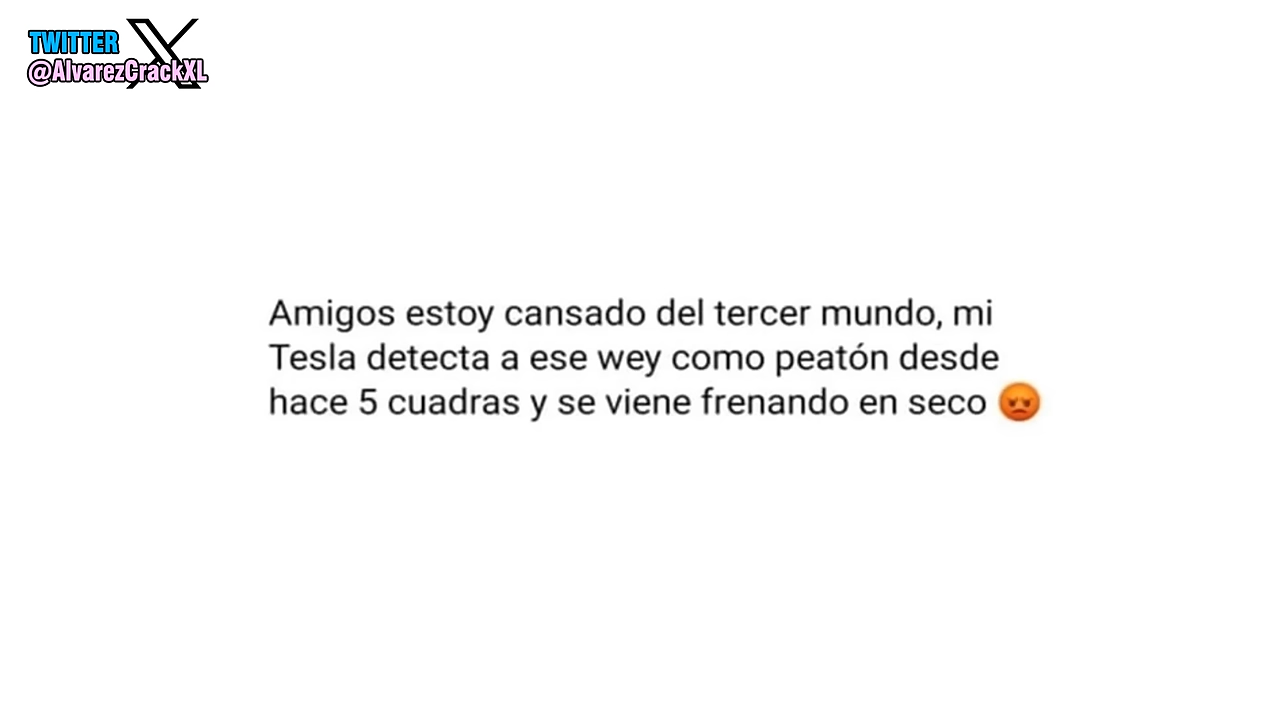 TWITTER X
@AlvarezCrackXL
Amigos estoy cansado del tercer mundo, mi
Tesla detecta a ese wey como peatón desde
hace 5 cuadras y se viene frenando en seco 😡